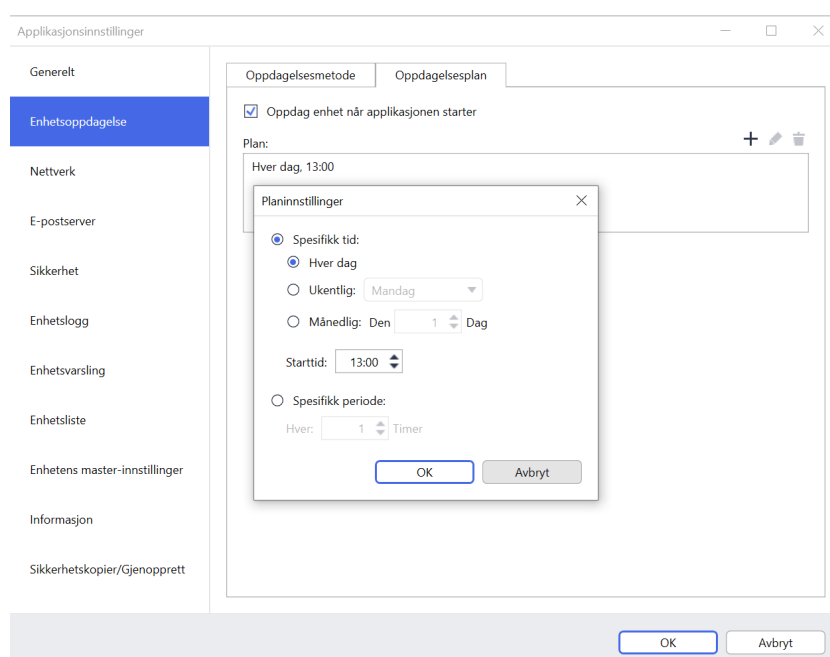 Applikasjonsinnstillinger
Generelt
Enhetsoppdagelse
Nettverk
E-postserver
Sikkerhet
Enhetslogg
Enhetsvarsling
Enhetsliste
Enhetens master-innstillinger
Informasjon
Sikkerhetskopier/Gjenopprett
Oppdagelsesmetode Oppdagelsesplan
Oppdag enhet når applikasjonen starter
Plan:
Hver dag, 13:00
Planinnstillinger
Spesifikk tid:
Hver dag
Ukentlig: Mandag
Månedlig: Den 1 Dag
Starttid: 13:00
Spesifikk periode:
Hver: 1 Timer
OK Avbryt
OK Avbryt